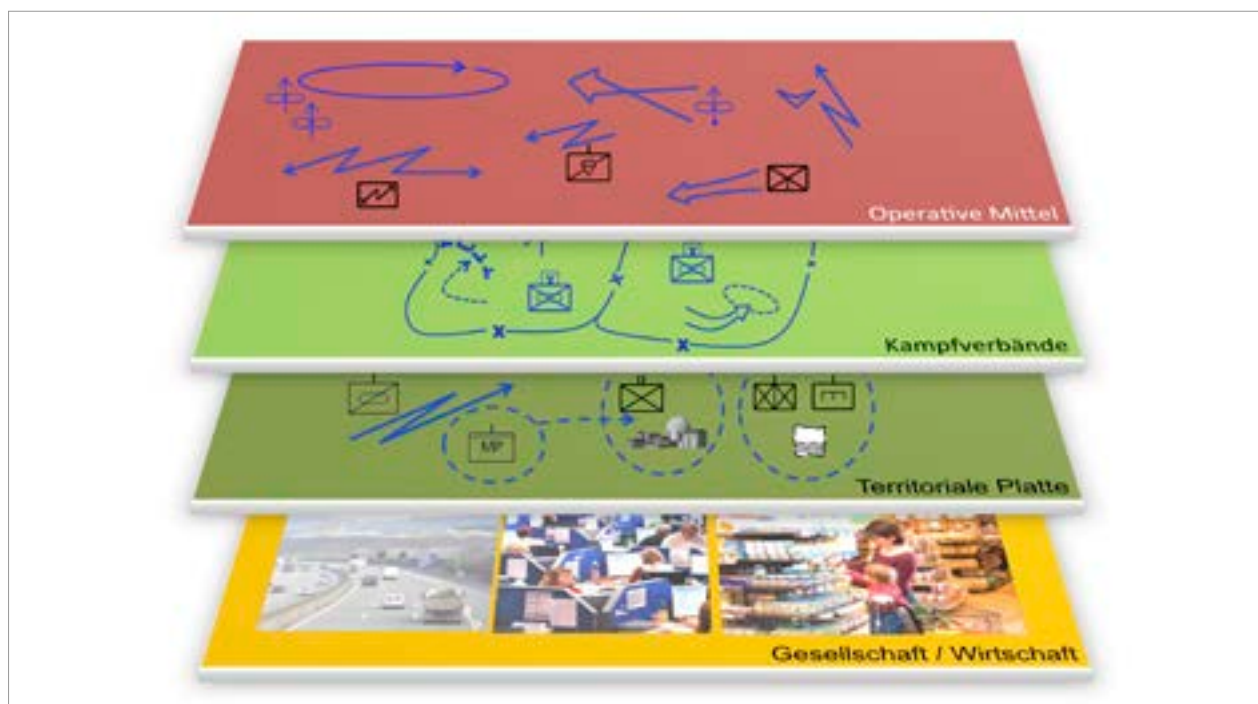 Operative Mittel
X
X
X
Kampfverbände
MP
Territoriale Platte
Gesellschaft / Wirtschaft